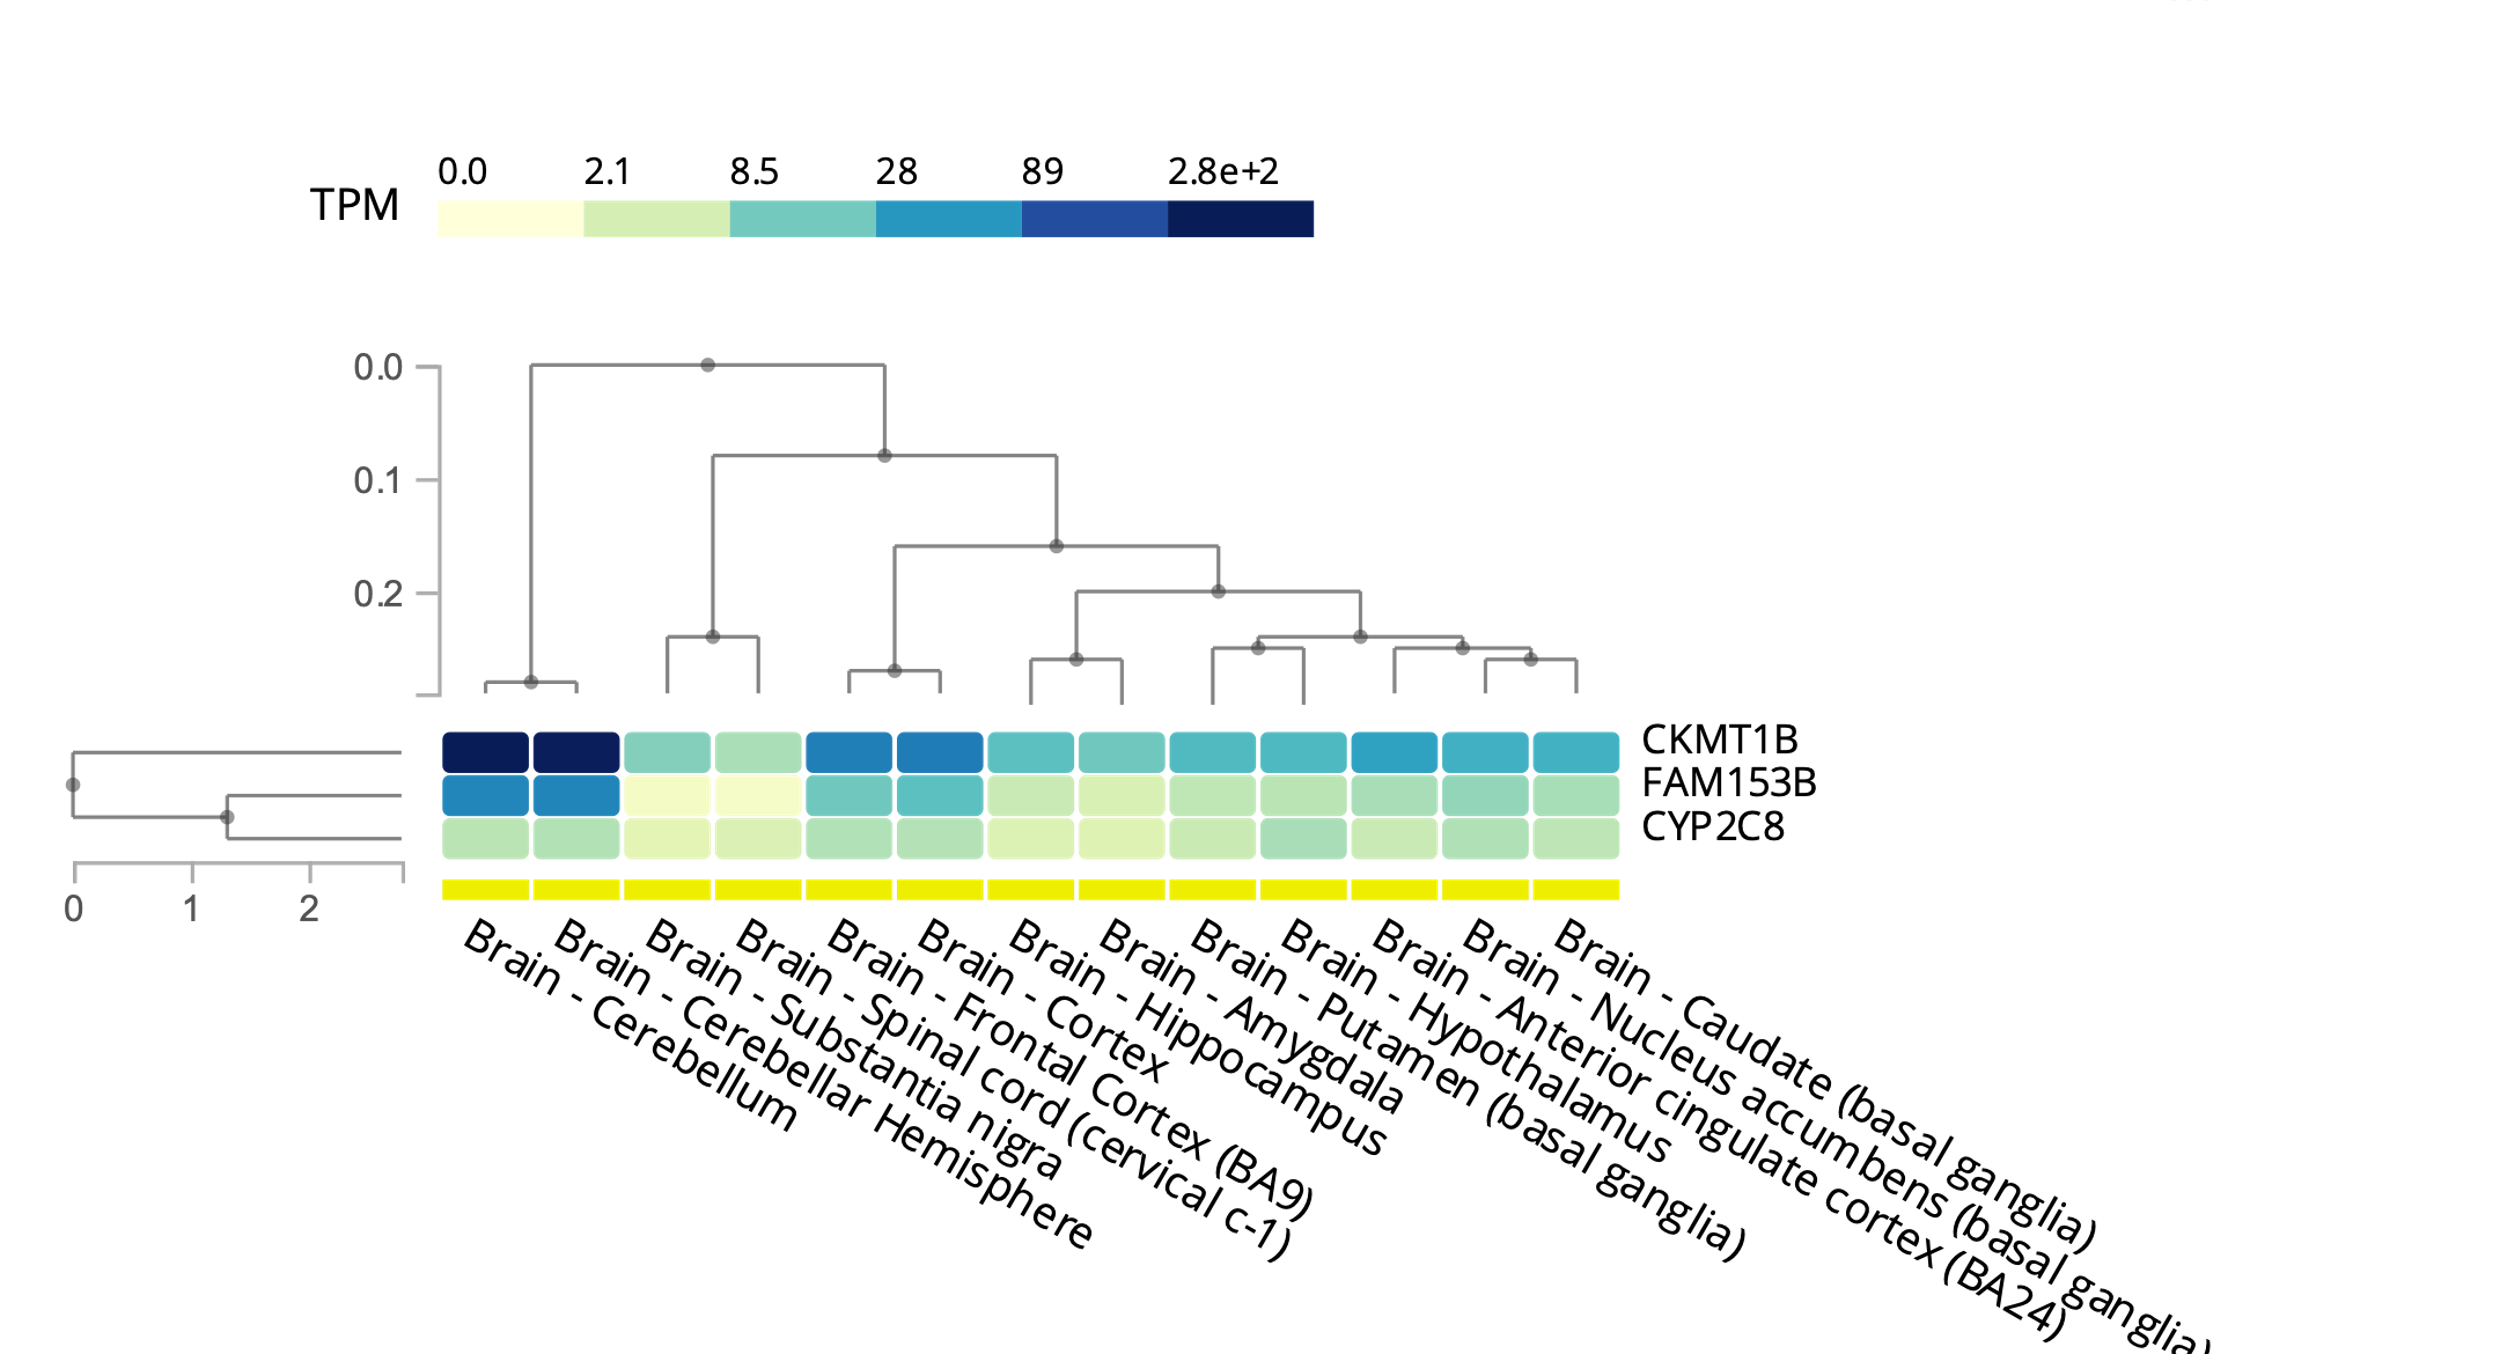 0.0 2.1 8.5 28 89 2.8e+2
TPM
0.0
0.1
0.2
CKMT1B
FAM153B
CYP2C8
0 1 2
Brain - Cerebellum
Brain - Cerebellar Hemisphere
Brain - Substantia nigra
Brain - Spinal cord (cervical c-1)
Brain - Frontal Cortex (BA9)
Brain - Cortex
Brain - Hippocampus
Brain - Amygdala
Brain - Putamen (basal ganglia)
Brain - Hypothalamus
Brain - Anterior cingulate cortex (BA24)
Brain - Nucleus accumbens (basal ganglia)
Brain - Caudate (basal ganglia)